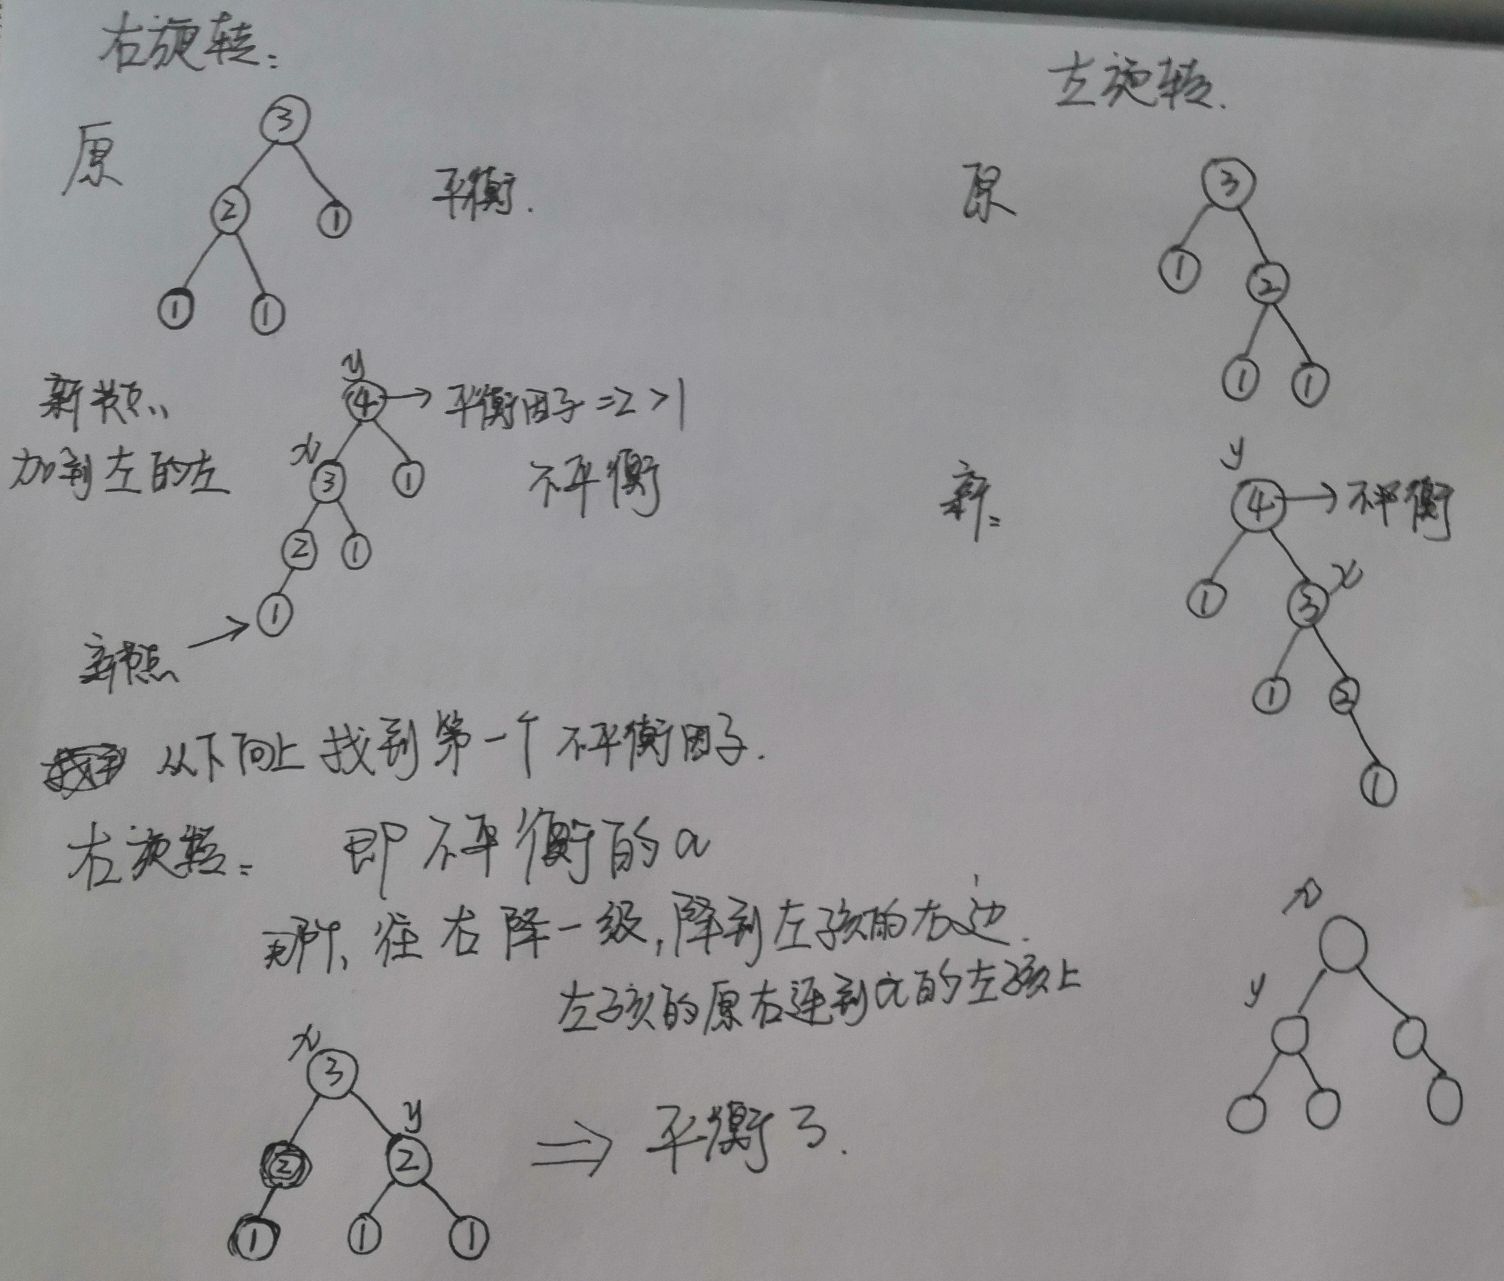 右旋转:
原
3
2
1
平衡.
1
1
新节点
加到左的左
y
4
→平衡因子=2>1
不平衡
x
3
1
2
1
1
新节点
从下向上找到第一个不平衡因子.
右旋转: 即不平衡的a
往右降一级,降到左孩的右边.
左孩的原右连到a的左孩上
x
3
y
2
2
1
1
1
⇒ 平衡了.
左旋转.
原
3
1
2
1
1
新:
y
4
→不平衡
1
3
x
1
2
1
x
y